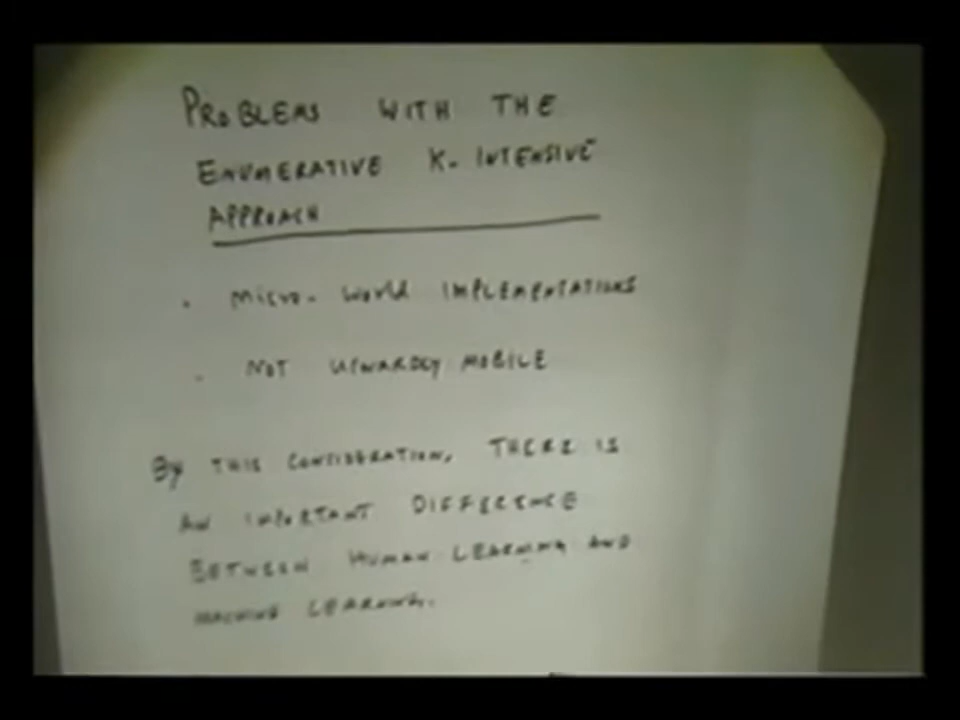 PROBLEMS WITH THE
ENUMERATIVE K-INTENSIVE
APPROACH
. MICRO-WORLD IMPLEMENTATIONS
. NOT UPWARDLY MOBILE
BY THIS CONSIDERATION, THERE IS
AN IMPORTANT DIFFERENCE
BETWEEN HUMAN LEARNING AND
MACHINE LEARNING.